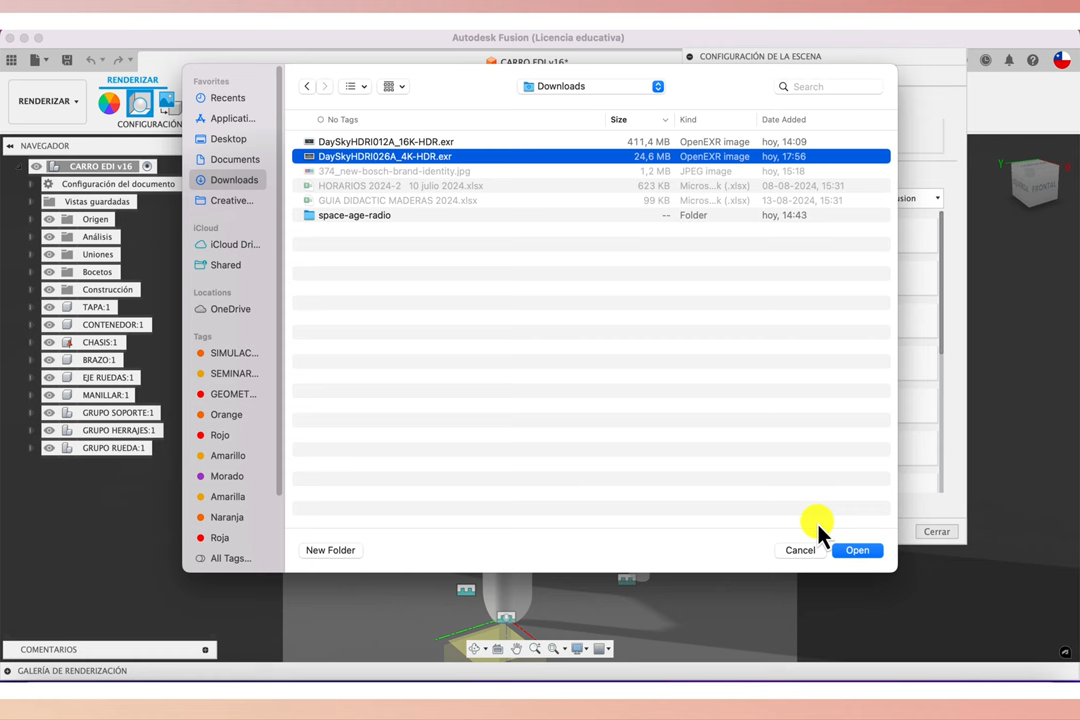 Autodesk Fusion (Licencia educativa)
CARRO EDI v16*
CONFIGURACIÓN DE LA ESCENA
RENDERIZAR
RENDERIZAR
CONFIGURACIÓN
NAVEGADOR
CARRO EDI v16
Configuración del documento
Vistas guardadas
Origen
Análisis
Uniones
Bocetos
Construcción
TAPA:1
CONTENEDOR:1
CHASIS:1
BRAZO:1
EJE RUEDAS:1
MANILLAR:1
GRUPO SOPORTE:1
GRUPO HERRAJES:1
GRUPO RUEDA:1
Favorites
Recents
Applicati...
Desktop
Documents
Downloads
Creative...
iCloud
iCloud Dri...
Shared
Locations
OneDrive
Tags
SIMULAC...
SEMINAR...
GEOMET...
Orange
Rojo
Amarillo
Morado
Amarilla
Naranja
Roja
All Tags...
Downloads
Search
No Tags Size Kind Date Added
DaySkyHDRI012A_16K-HDR.exr 411,4 MB OpenEXR image hoy, 14:09
DaySkyHDRI026A_4K-HDR.exr 24,6 MB OpenEXR image hoy, 17:56
374_new-bosch-brand-identity.jpg 1,2 MB JPEG image hoy, 15:18
HORARIOS 2024-2 10 julio 2024.xlsx 623 KB Micros...k (.xlsx) 08-08-2024, 15:31
GUIA DIDACTIC MADERAS 2024.xlsx 99 KB Micros...k (.xlsx) 13-08-2024, 15:31
space-age-radio -- Folder hoy, 14:43
New Folder
Cancel
Open
usion
FRONTAL
Y
X
Cerrar
COMENTARIOS
GALERÍA DE RENDERIZACIÓN